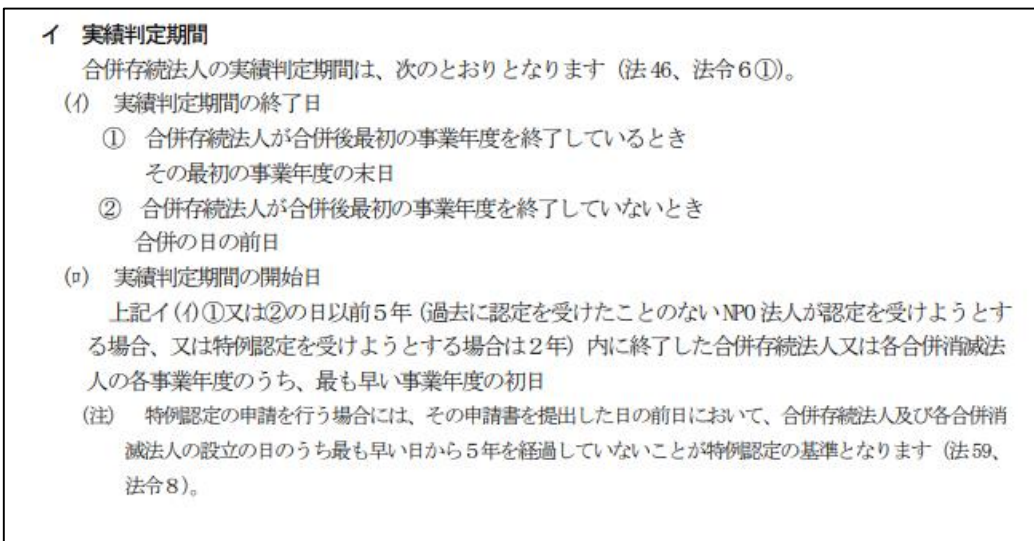 イ 実績判定期間
合併存続法人の実績判定期間は、次のとおりとなります（法46、法令6①）。
(ｲ) 実績判定期間の終了日
① 合併存続法人が合併後最初の事業年度を終了しているとき
その最初の事業年度の末日
② 合併存続法人が合併後最初の事業年度を終了していないとき
合併の日の前日
(ﾛ) 実績判定期間の開始日
上記イ(ｲ)①又は②の日以前５年（過去に認定を受けたことのないNPO法人が認定を受けようとす
る場合、又は特例認定を受けようとする場合は２年）内に終了した合併存続法人又は各合併消滅法
人の各事業年度のうち、最も早い事業年度の初日
(注) 特例認定の申請を行う場合には、その申請書を提出した日の前日において、合併存続法人及び各合併消
滅法人の設立の日のうち最も早い日から５年を経過していないことが特例認定の基準となります（法59、
法令８）。